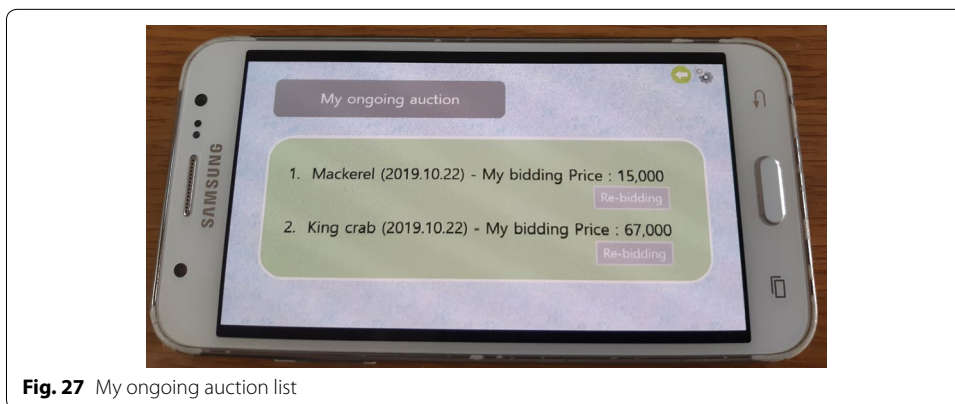 SAMSUNG
My ongoing auction
1. Mackerel (2019.10.22) - My bidding Price : 15,000
Re-bidding
2. King crab (2019.10.22) - My bidding Price : 67,000
Re-bidding
Fig. 27 My ongoing auction list